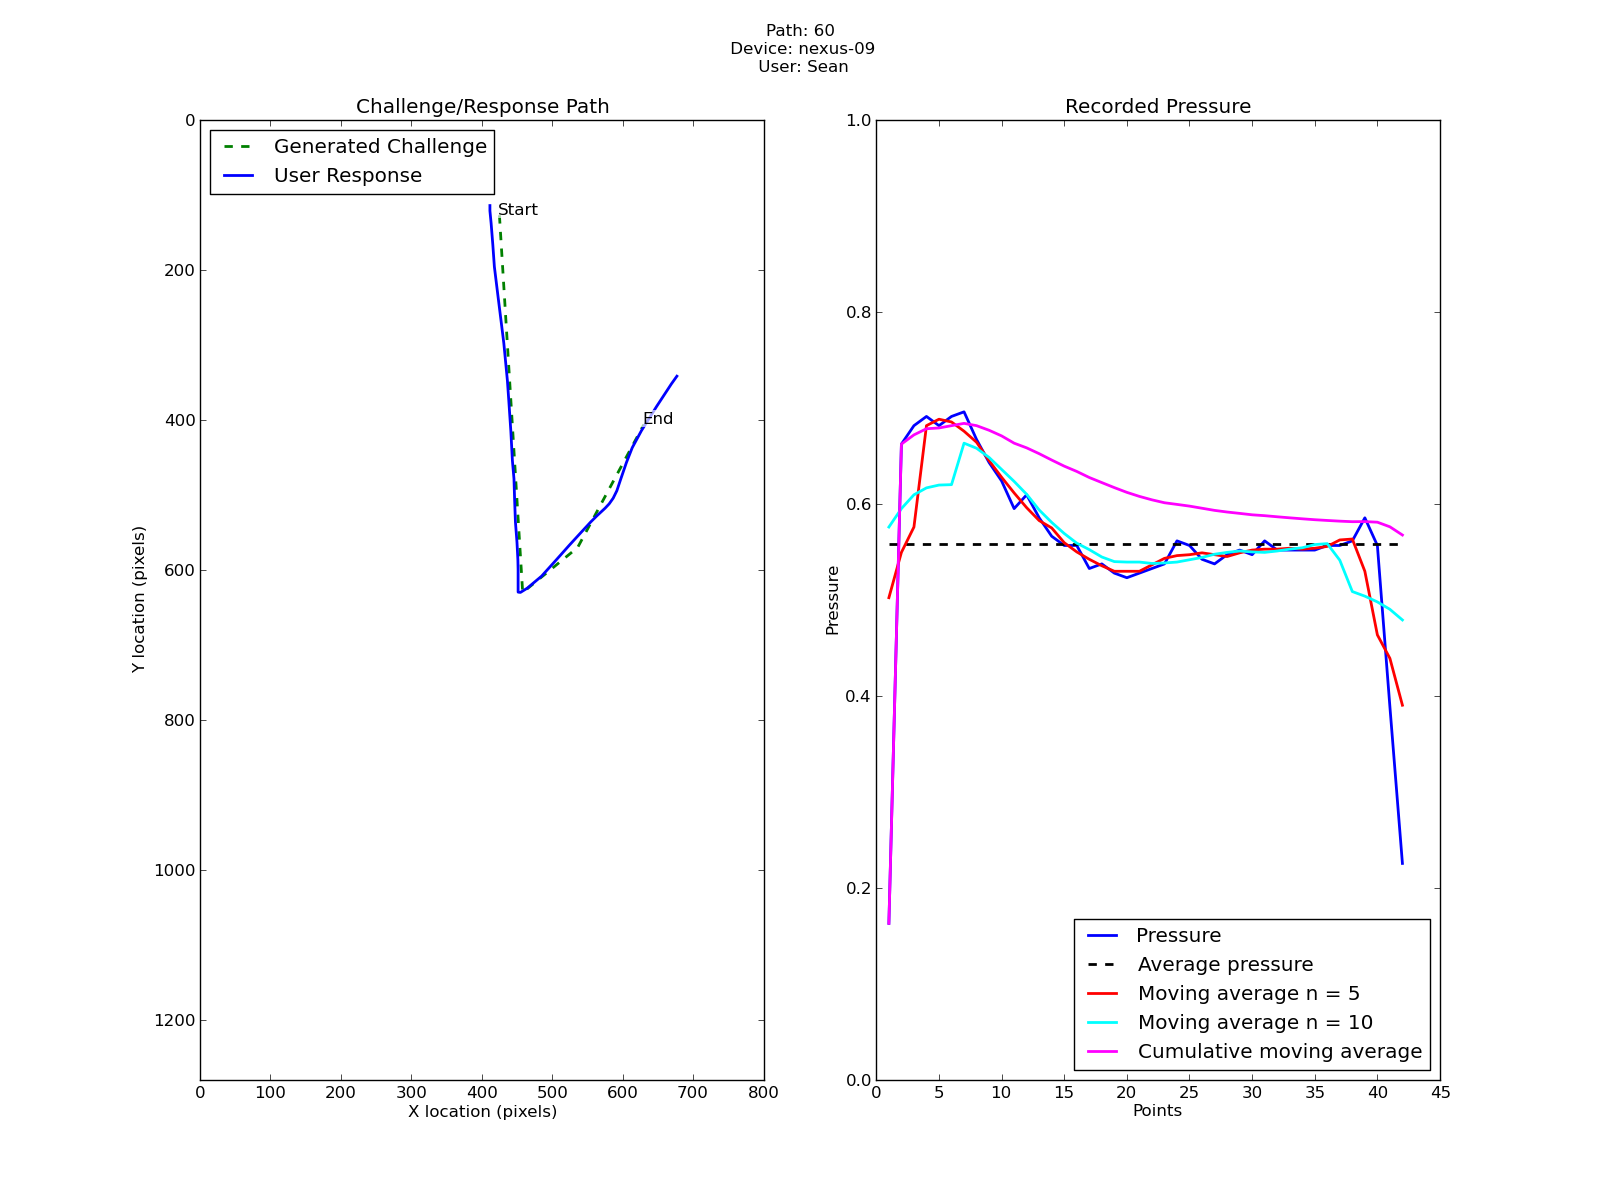 Path: 60
Device: nexus-09
User: Sean
Challenge/Response Path
Generated Challenge
User Response
Start
End
0
200
400
600
800
1000
1200
Y location (pixels)
0 100 200 300 400 500 600 700 800
X location (pixels)
Recorded Pressure
1.0
0.8
0.6
0.4
0.2
0.0
Pressure
Pressure
Average pressure
Moving average n = 5
Moving average n = 10
Cumulative moving average
0 5 10 15 20 25 30 35 40 45
Points